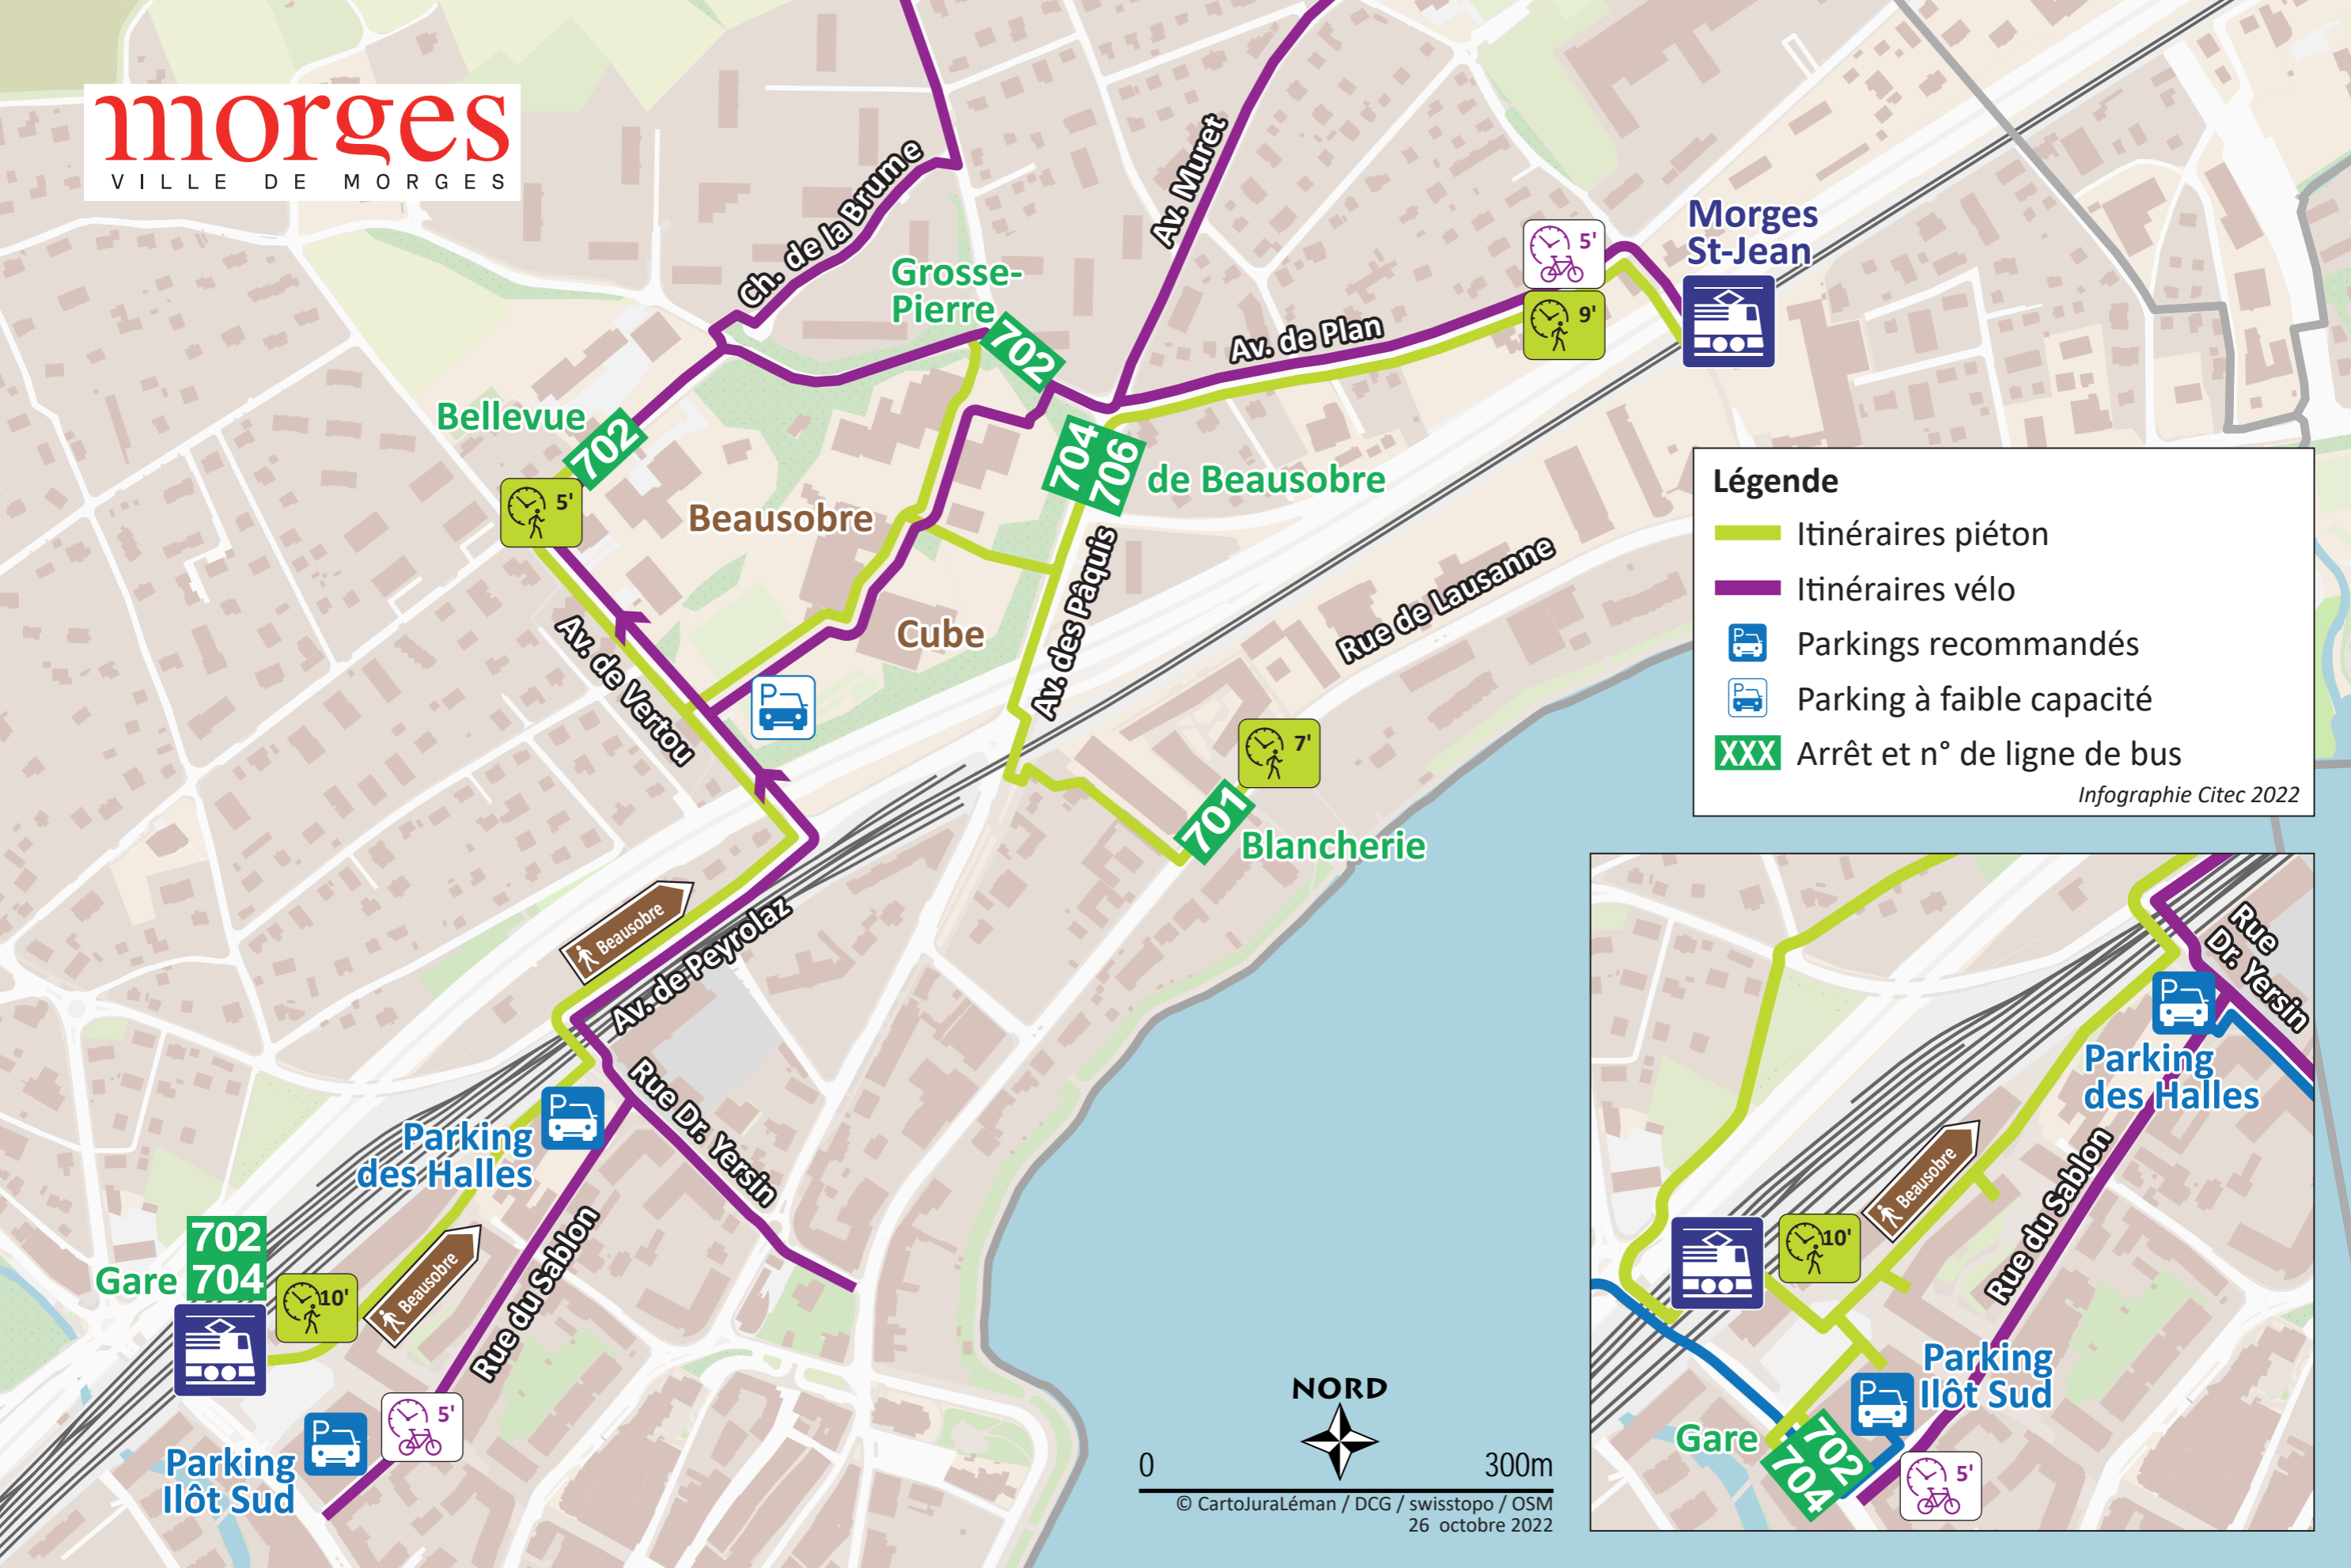 morges
VILLE DE MORGES
Ch. de la Brume
Av. Muret
Grosse-
Pierre
702
Morges
St-Jean
5'
9'
Av. de Plan
Bellevue
702
5'
704
706
de Beausobre
Beausobre
Cube
Av. des Pâquis
Rue de Lausanne
Av. de Vertou
P
7'
701
Blancherie
Légende
Itinéraires piéton
Itinéraires vélo
P
Parkings recommandés
P
Parking à faible capacité
XXX
Arrêt et n° de ligne de bus
Infographie Citec 2022
Beausobre
Av. de Peyrolaz
Rue Dr. Yersin
P
Parking
des Halles
702
704
Gare
10'
Beausobre
Rue du Sablon
5'
P
Parking
Ilôt Sud
NORD
0
300m
© CartoJuraLéman / DCG / swisstopo / OSM
26 octobre 2022
Rue
Dr. Yersin
P
Parking
des Halles
Beausobre
10'
Rue du Sablon
Parking
Ilôt Sud
P
Gare
702
704
5'